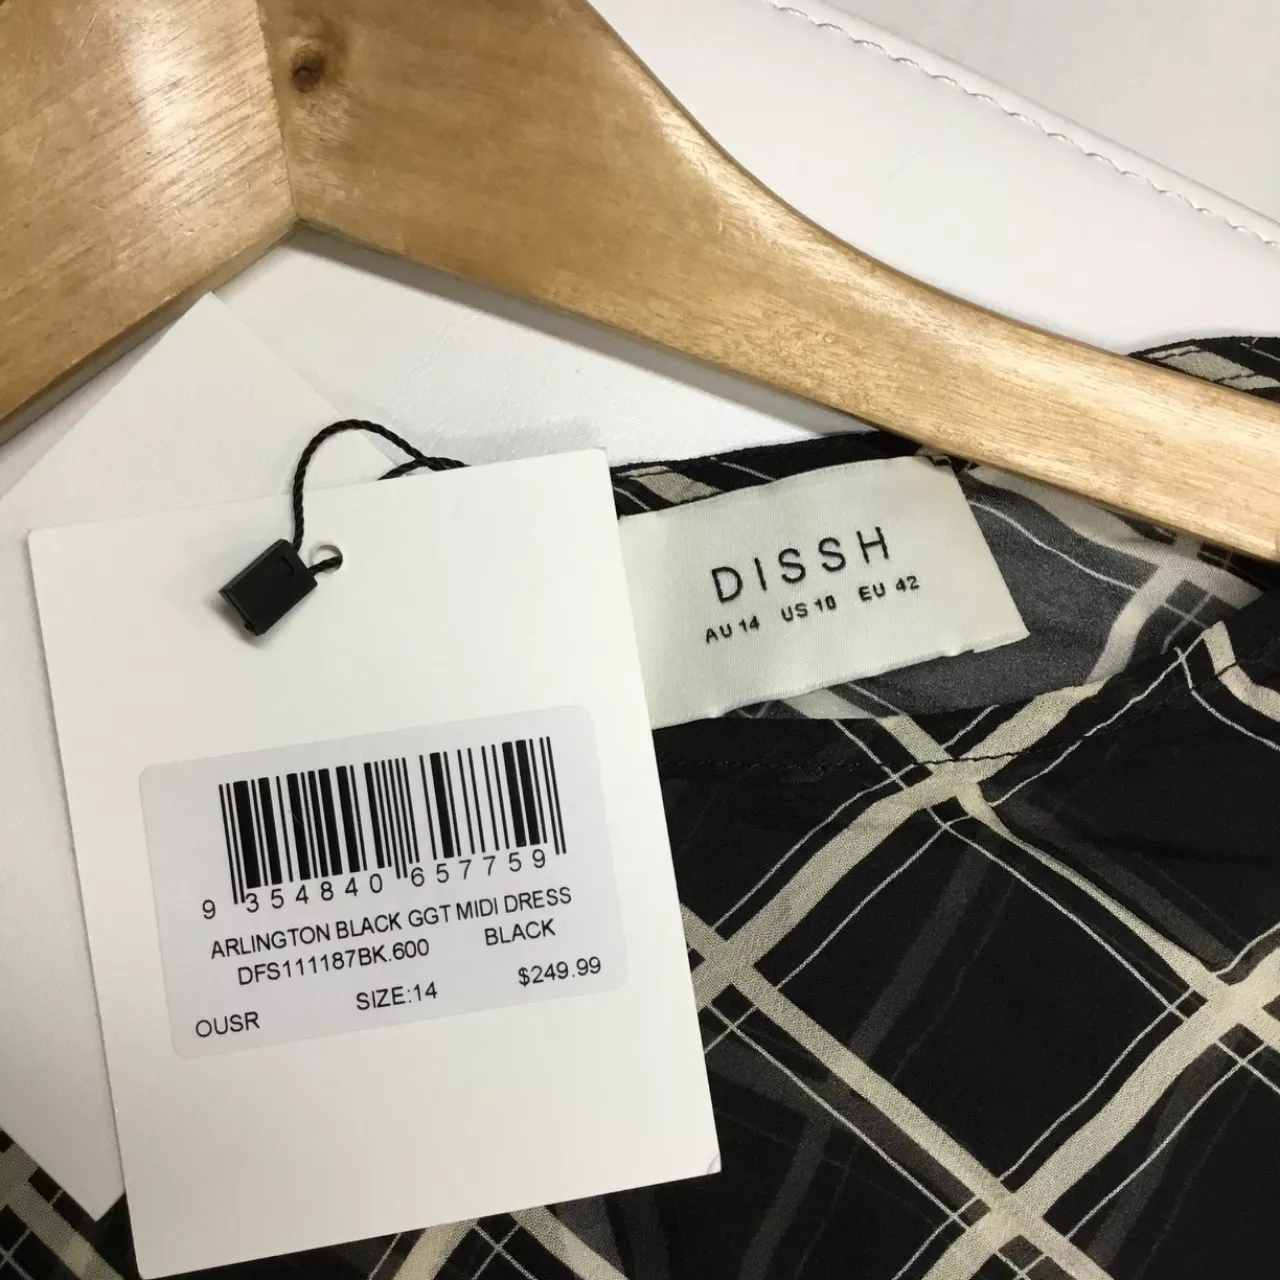 DISSH
AU 14 US 10 EU 42
9 354840 657759
ARLINGTON BLACK GGT MIDI DRESS
DFS111187BK.600 BLACK
SIZE:14 $249.99
OUSR